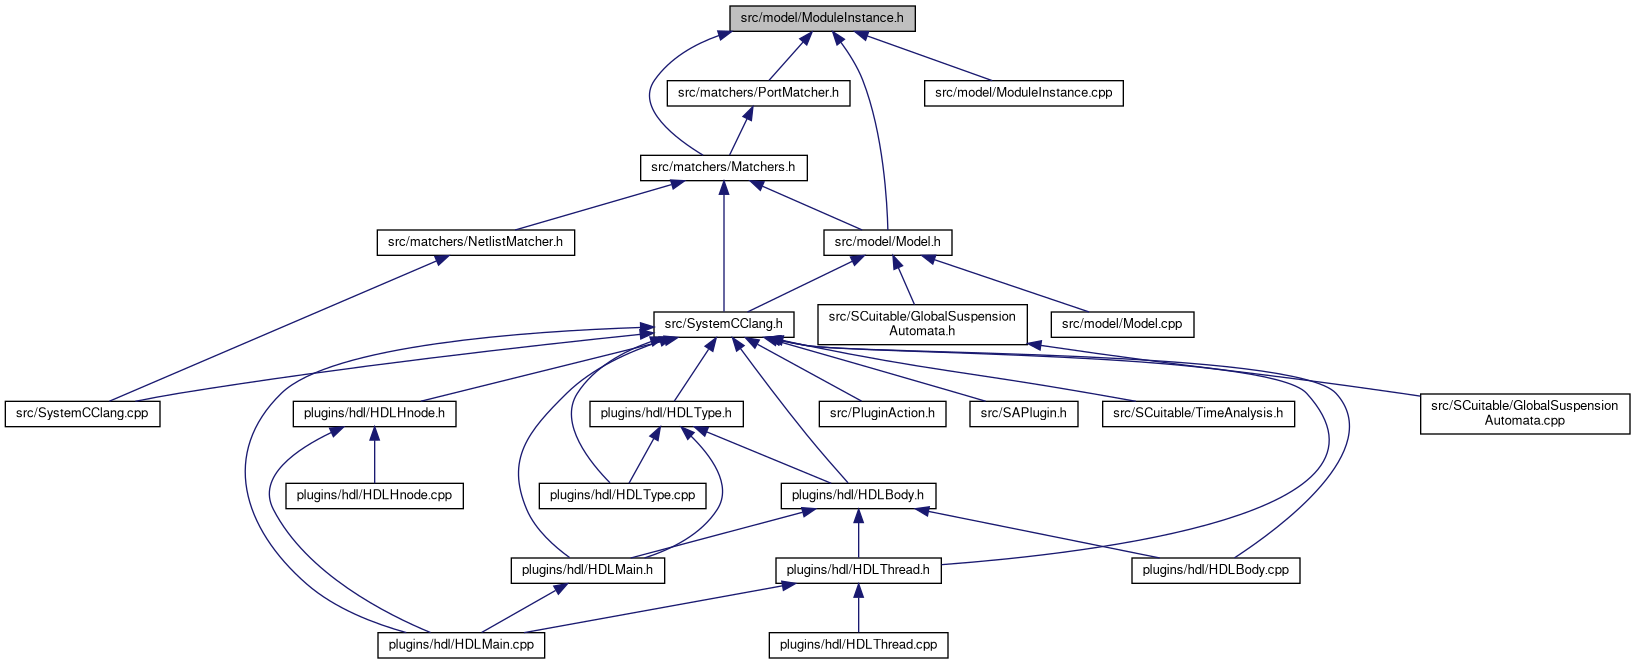 src/model/ModuleInstance.h
src/matchers/PortMatcher.h
src/model/ModuleInstance.cpp
src/matchers/Matchers.h
src/matchers/NetlistMatcher.h
src/model/Model.h
src/SystemCClang.h
src/SCuitable/GlobalSuspension
Automata.h
src/model/Model.cpp
src/SystemCClang.cpp
plugins/hdl/HDLHnode.h
plugins/hdl/HDLType.h
src/PluginAction.h
src/SAPlugin.h
src/SCuitable/TimeAnalysis.h
src/SCuitable/GlobalSuspension
Automata.cpp
plugins/hdl/HDLHnode.cpp
plugins/hdl/HDLType.cpp
plugins/hdl/HDLBody.h
plugins/hdl/HDLMain.h
plugins/hdl/HDLThread.h
plugins/hdl/HDLBody.cpp
plugins/hdl/HDLMain.cpp
plugins/hdl/HDLThread.cpp